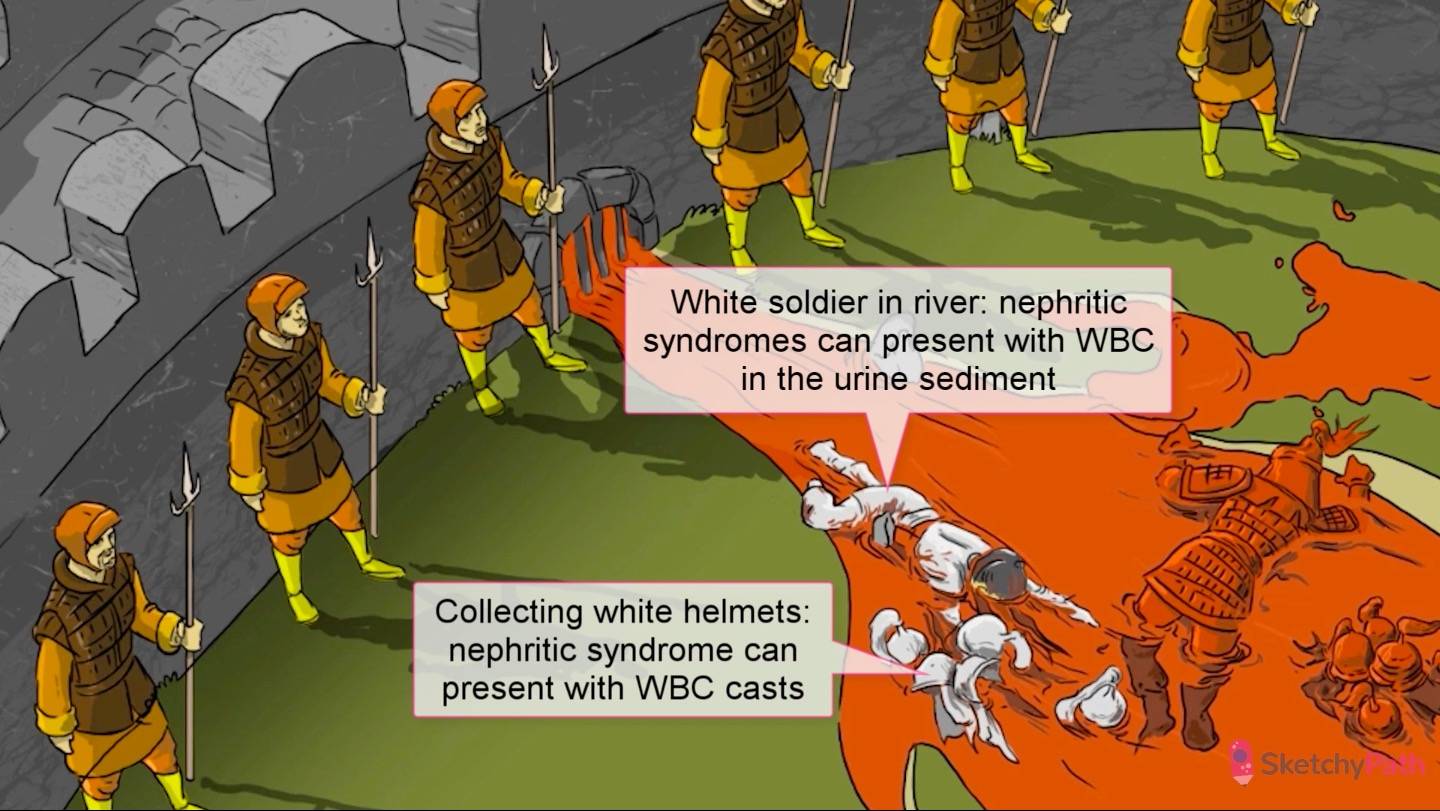 White soldier in river: nephritic
syndromes can present with WBC
in the urine sediment
Collecting white helmets:
nephritic syndrome can
present with WBC casts
SketchyPath